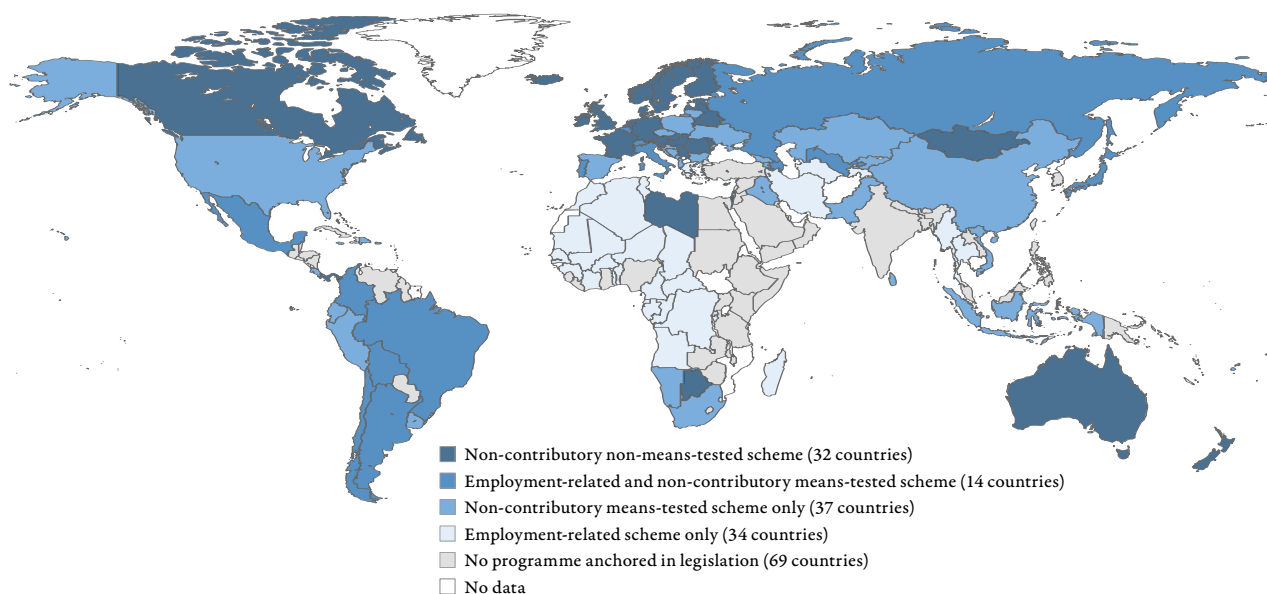 Non-contributory non-means-tested scheme (32 countries)
Employment-related and non-contributory means-tested scheme (14 countries)
Non-contributory means-tested scheme only (37 countries)
Employment-related scheme only (34 countries)
No programme anchored in legislation (69 countries)
No data